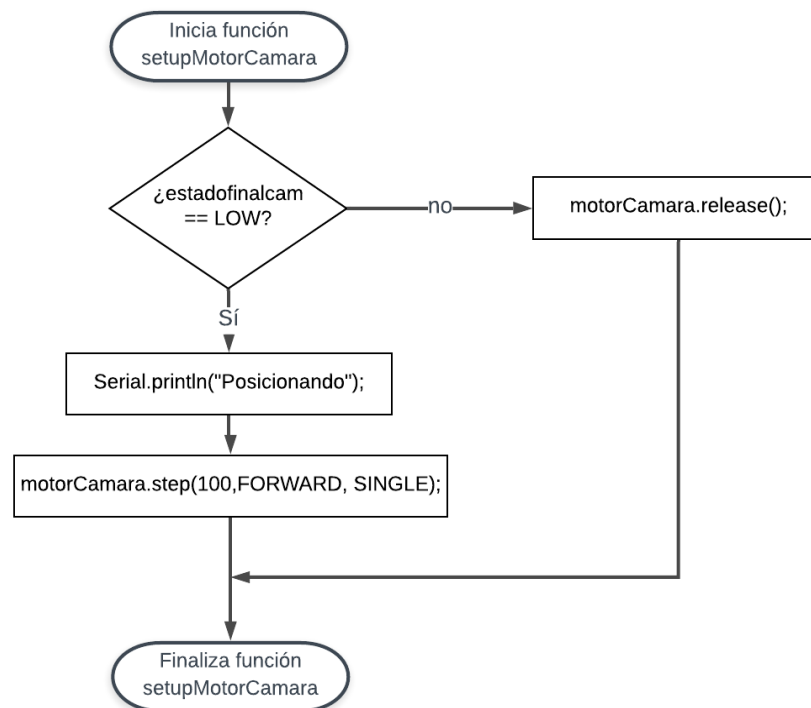 Inicia función
setupMotorCamara
¿estadofinalcam
== LOW?
no
motorCamara.release();
Sí
Serial.println("Posicionando");
motorCamara.step(100,FORWARD, SINGLE);
Finaliza función
setupMotorCamara